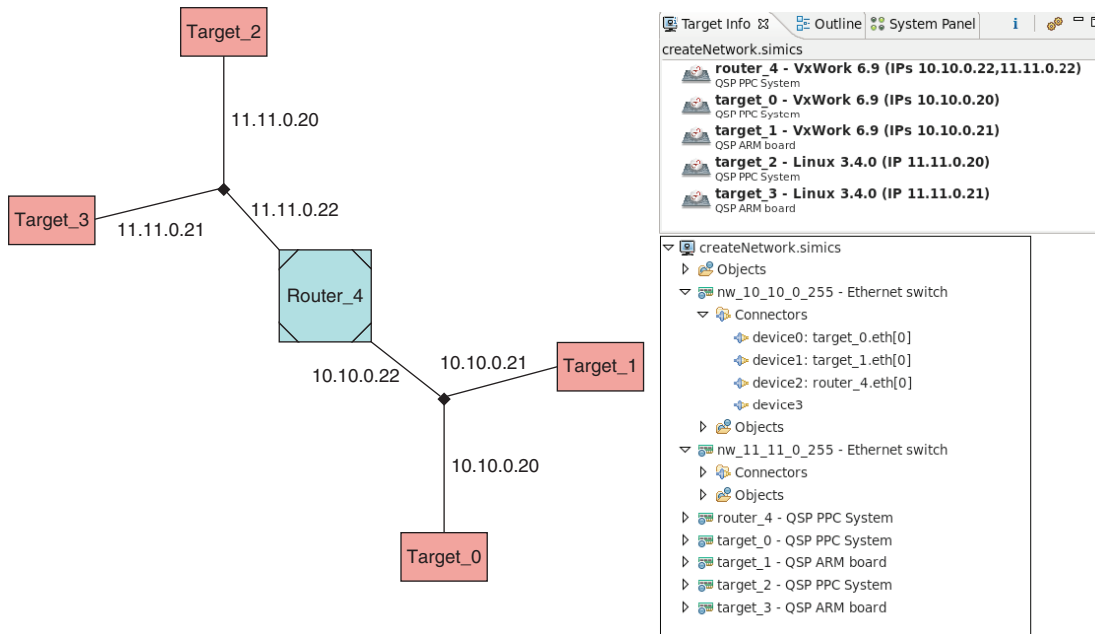 Target_2
11.11.0.20
Target_3
11.11.0.21
11.11.0.22
Router_4
10.10.0.22
10.10.0.21
Target_1
10.10.0.20
Target_0
Target Info
Outline
System Panel
createNetwork.simics
router_4 - VxWork 6.9 (IPs 10.10.0.22,11.11.0.22)
QSP PPC System
target_0 - VxWork 6.9 (IPs 10.10.0.20)
QSP PPC System
target_1 - VxWork 6.9 (IPs 10.10.0.21)
QSP ARM board
target_2 - Linux 3.4.0 (IP 11.11.0.20)
QSP PPC System
target_3 - Linux 3.4.0 (IP 11.11.0.21)
QSP ARM board
createNetwork.simics
Objects
nw_10_10_0_255 - Ethernet switch
Connectors
device0: target_0.eth[0]
device1: target_1.eth[0]
device2: router_4.eth[0]
device3
Objects
nw_11_11_0_255 - Ethernet switch
Connectors
Objects
router_4 - QSP PPC System
target_0 - QSP PPC System
target_1 - QSP ARM board
target_2 - QSP PPC System
target_3 - QSP ARM board